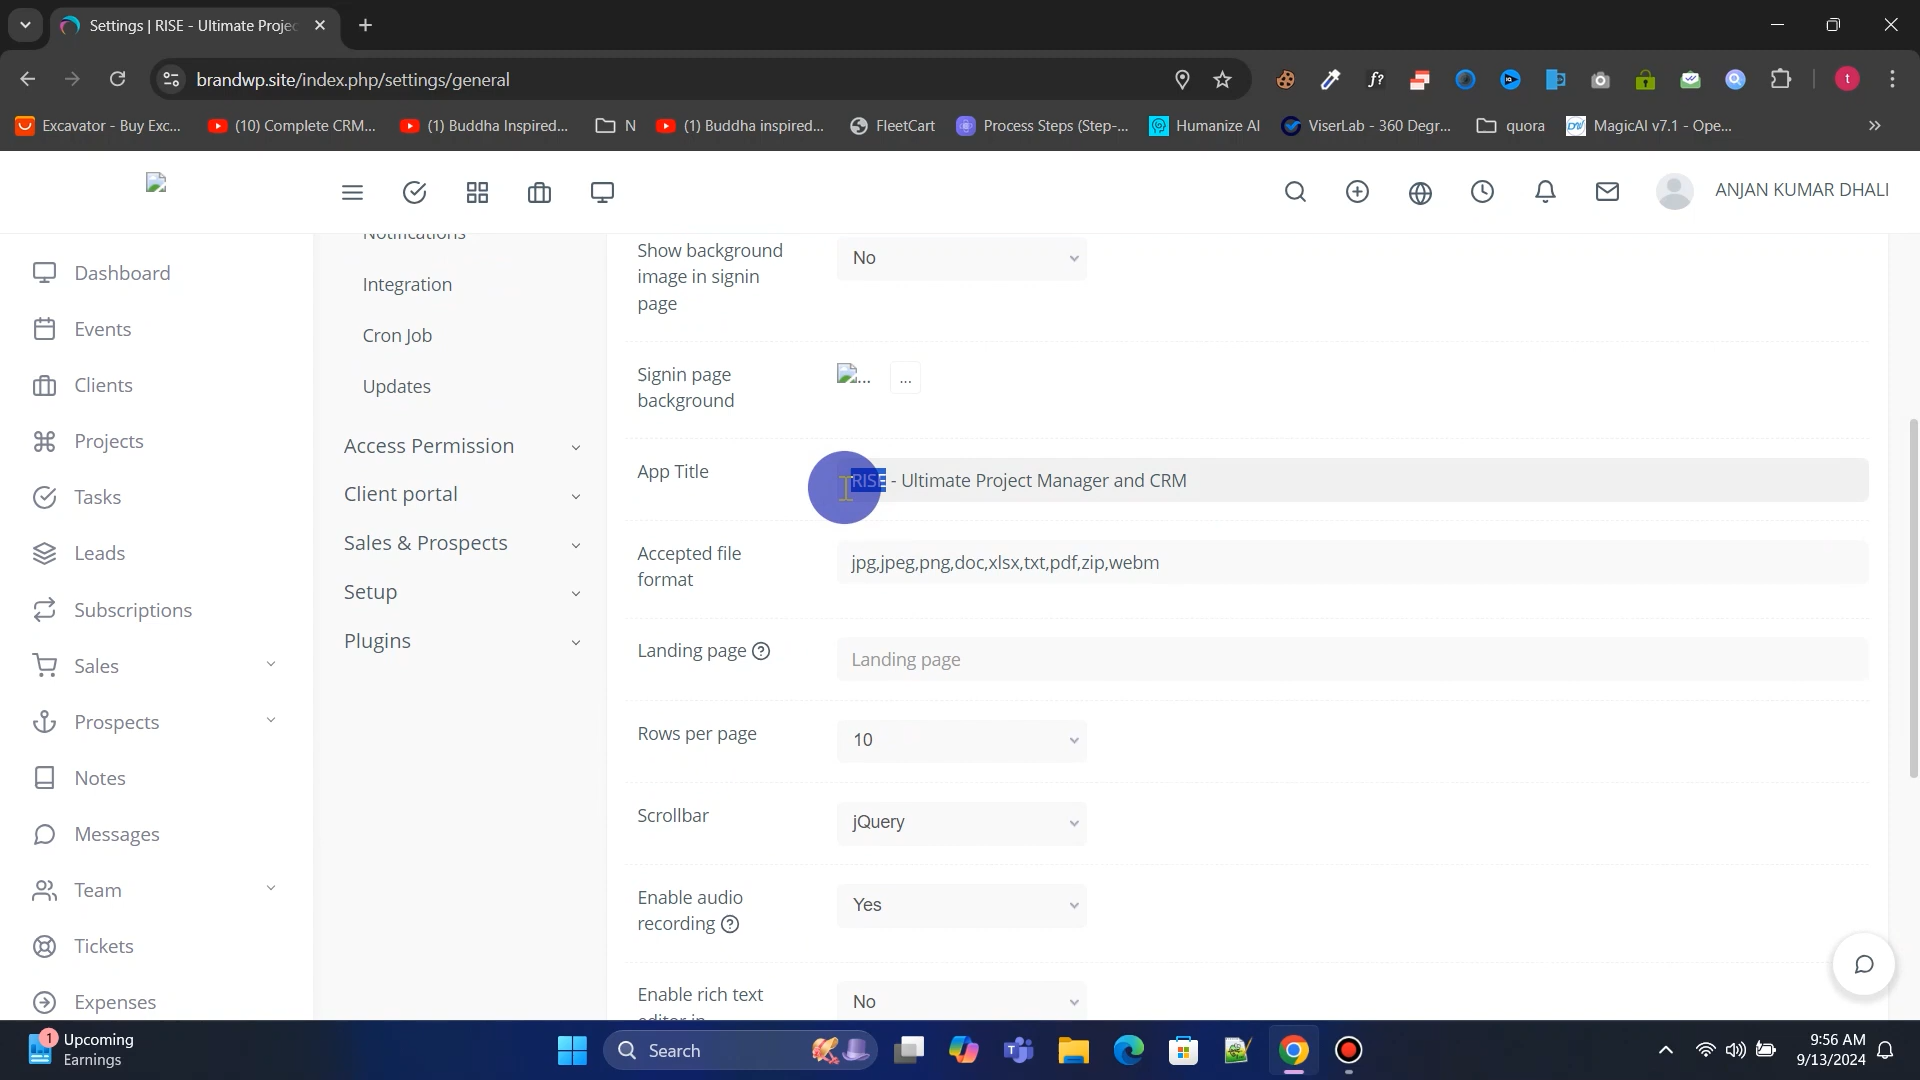 Settings | RISE - Ultimate Projec
brandwp.site/index.php/settings/general
f?
IQ
t
Excavator - Buy Exc...
(10) Complete CRM...
(1) Buddha Inspired...
N
(1) Buddha inspired...
FleetCart
Process Steps (Step-...
Humanize AI
ViserLab - 360 Degr...
quora
MagicAI v7.1 - Ope...
ANJAN KUMAR DHALI
Dashboard
Events
Clients
Projects
Tasks
Leads
Subscriptions
Sales
Prospects
Notes
Messages
Team
Tickets
Expenses
Notifications
Integration
Cron Job
Updates
Access Permission
Client portal
Sales & Prospects
Setup
Plugins
Show background
image in signin
page
No
Signin page
background
...
...
App Title
RISE - Ultimate Project Manager and CRM
Accepted file
format
jpg,jpeg,png,doc,xlsx,txt,pdf,zip,webm
Landing page
Landing page
Rows per page
10
Scrollbar
jQuery
Enable audio
recording
Yes
Enable rich text
editor in
No
1
Upcoming
Earnings
Search
9:56 AM
9/13/2024